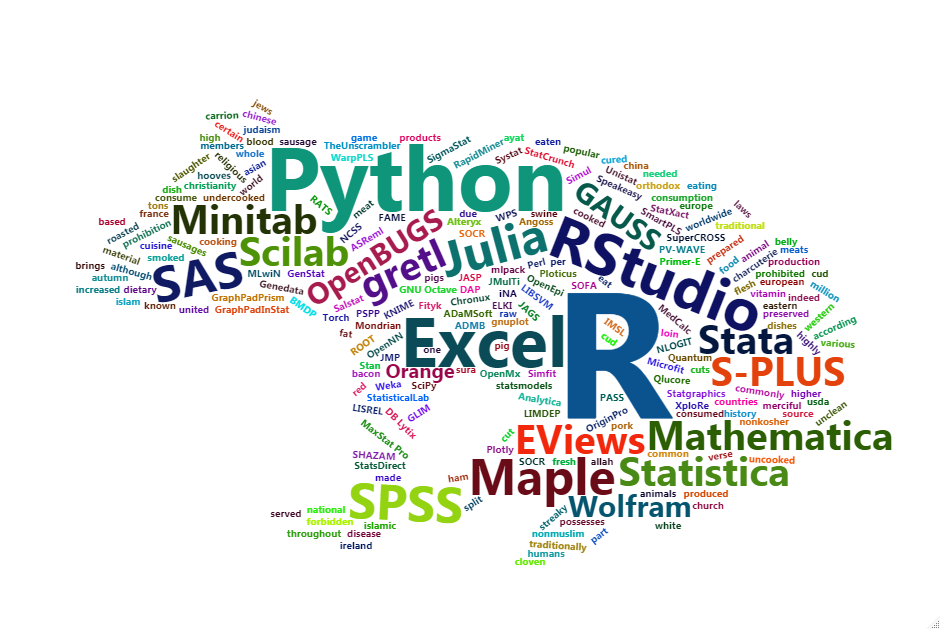 jews
carrion
chinese
certain
judaism
high
members
blood
sausage
TheUnscrambler
game
products
SigmaStat
ayat
eaten
RapidMiner
Systat
StatCrunch
popular
cured
whole
WarpPLS
Python
slaughter
religious
asian
hooves
world
Simul
Unistat
china
needed
Speakeasy
orthodox
eating
dish
christianity
consume
undercooked
RATS
meat
tons
france
Minitab
NCSS
FAME
due
Alteryx
WPS
swine
Angoss
cooked
GAUSS
SmartPLS
StatXact
consumption
europe
worldwide
laws
traditional
based
roasted
prohibition
cuisine
sausages
cooking
Scilab
ASReml
OpenBUGS
SOCR
Julia
RStudio
SuperCROSS
PV-WAVE
Primer-E
prepared
food
animal
belly
meats
charcuterie
production
material
although
smoked
brings
autumn
increased
dietary
islam
known
united
SAS
MLwiN
GenStat
Genedata
GraphPadPrism
GraphPadInStat
BMDp
Salstat
Torch
gretl
pigs
JASP
mlpack
Ploticus
Perl
per
JMulTi
OpenEpi
eat
SOFA
GNU Octave
DAP
iNA
LIBSVM
Chronux
ELKI
JAGS
KNIME
Fityk
PSPP
ADaMSoft
raw
Mondrian
ADMB
gnuplot
fat
flesh
prohibited
cud
european
million
vitamin
indeed
eastern
preserved
western
according
dishes
highly
various
MedCalc
loin
NLOGIT
IMSL
cud
R
Excel
Stata
ROOT
OpenNN
one
pig
JMP
Stan
bacon
Orange
sura
OpenMx
Simfit
Quantum
Microfit
cuts
Qlucore
S-PLUS
red
Weka
SciPy
statsmodels
StatisticalLab
Analytica
PASS
Statgraphics
commonly
higher
countries
merciful
usda
LISREL
DB Lytix
GLIM
LIMDEP
OriginPro
XploRe
consumed
history
source
unclean
nonkosher
MaxStat Pro
cut
pork
EViews
Mathematica
SHAZAM
Plotly
StatsDirect
SOCR
fresh
allah
common
verse
uncooked
made
ham
Maple
Statistica
SPSS
split
animals
produced
served
national
Wolfram
church
forbidden
islamic
streaky
possesses
white
throughout
disease
nonmuslim
part
ireland
traditionally
humans
cloven